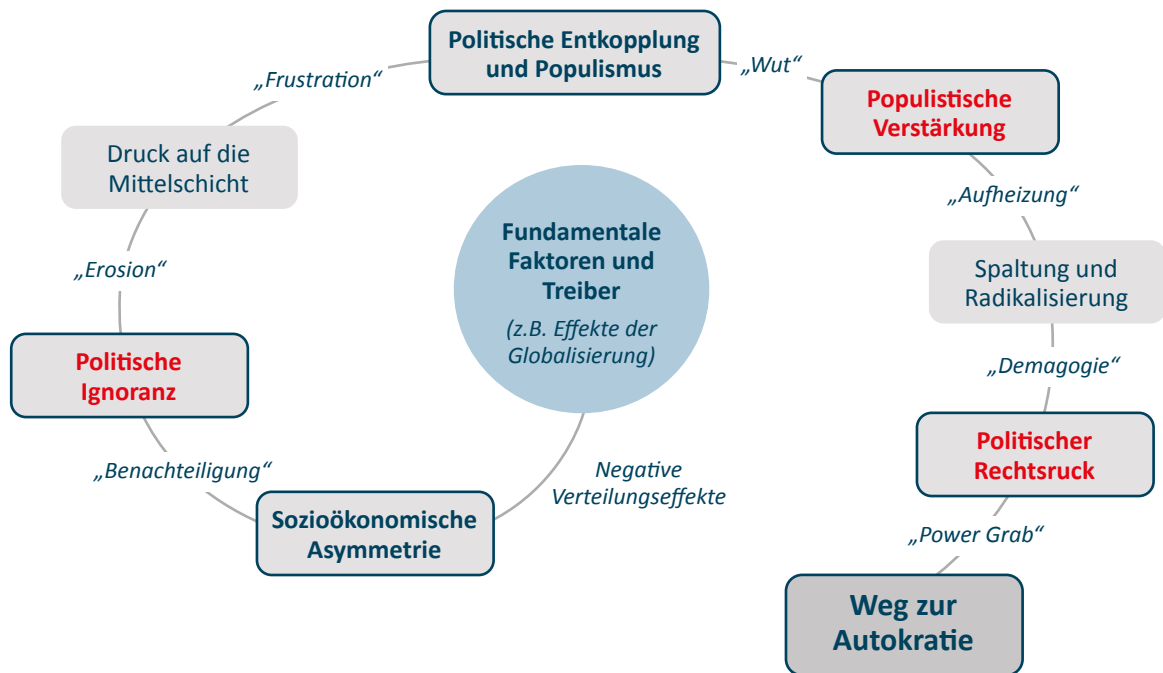 Politische Entkopplung
und Populismus
„Frustration“
„Wut“
Populistische
Verstärkung
Druck auf die
Mittelschicht
„Aufheizung“
Fundamentale
Faktoren und
Treiber
(z.B. Effekte der
Globalisierung)
„Erosion“
Spaltung und
Radikalisierung
Politische
Ignoranz
„Demagogie“
„Benachteiligung“
Negative
Verteilungseffekte
Politischer
Rechtsruck
Sozioökonomische
Asymmetrie
„Power Grab“
Weg zur
Autokratie